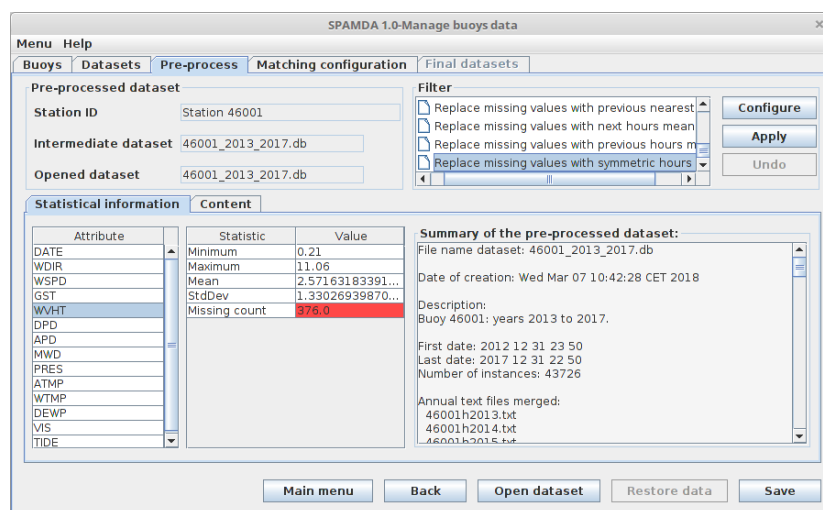 SPAMDA 1.0-Manage buoys data
Menu Help
Buoys Datasets Pre-process Matching configuration Final datasets
Pre-processed dataset
Station ID Station 46001
Intermediate dataset 46001_2013_2017.db
Opened dataset 46001_2013_2017.db
Filter
Replace missing values with previous nearest
Replace missing values with next hours mean
Replace missing values with previous hours m
Replace missing values with symmetric hours
Configure
Apply
Undo
Statistical information Content
Attribute
DATE
WDIR
WSPD
GST
WVHT
DPD
APD
MWD
PRES
ATMP
WTMP
DEWP
VIS
TIDE
Statistic Value
Minimum 0.21
Maximum 11.06
Mean 2.57163183391...
StdDev 1.33026939870...
Missing count 376.0
Summary of the pre-processed dataset:
File name dataset: 46001_2013_2017.db
Date of creation: Wed Mar 07 10:42:28 CET 2018
Description:
Buoy 46001: years 2013 to 2017.
First date: 2012 12 31 23 50
Last date: 2017 12 31 22 50
Number of instances: 43726
Annual text files merged:
46001h2013.txt
46001h2014.txt
46001h2015.txt
Main menu Back Open dataset Restore data Save